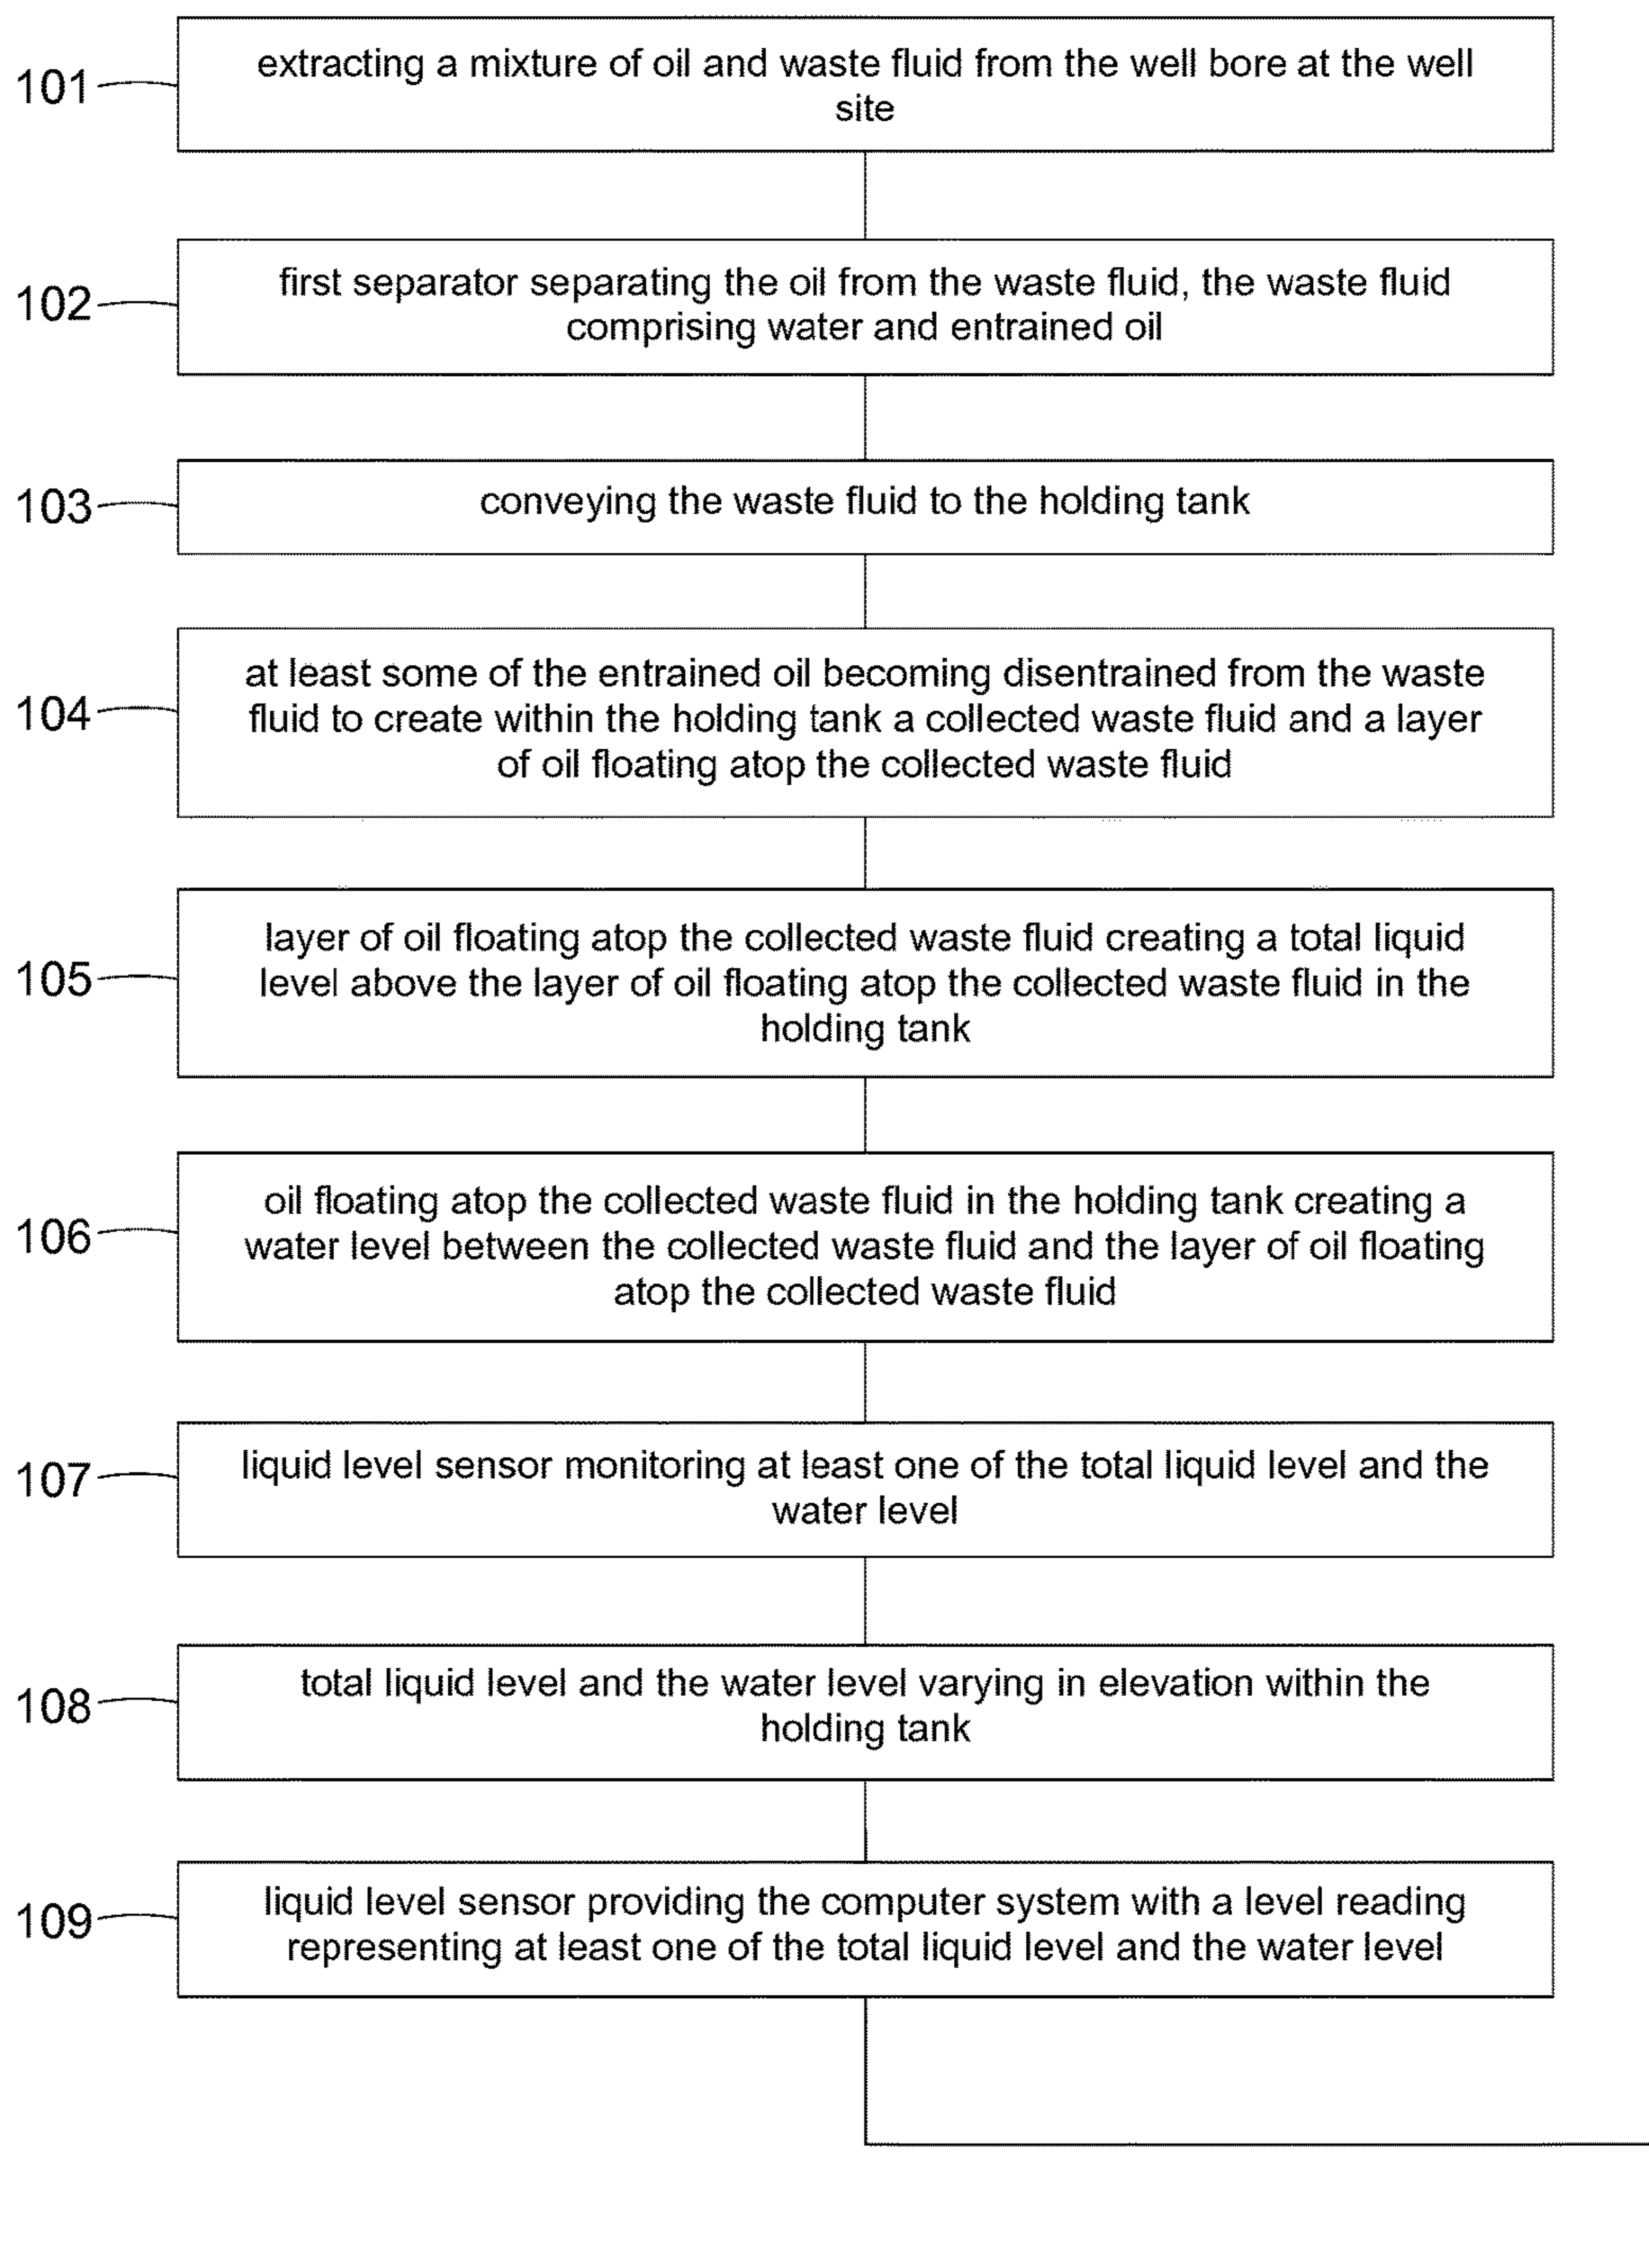 101
extracting a mixture of oil and waste fluid from the well bore at the well
site
102
first separator separating the oil from the waste fluid, the waste fluid
comprising water and entrained oil
103
conveying the waste fluid to the holding tank
104
at least some of the entrained oil becoming disentrained from the waste
fluid to create within the holding tank a collected waste fluid and a layer
of oil floating atop the collected waste fluid
105
layer of oil floating atop the collected waste fluid creating a total liquid
level above the layer of oil floating atop the collected waste fluid in the
holding tank
106
oil floating atop the collected waste fluid in the holding tank creating a
water level between the collected waste fluid and the layer of oil floating
atop the collected waste fluid
107
liquid level sensor monitoring at least one of the total liquid level and the
water level
108
total liquid level and the water level varying in elevation within the
holding tank
109
liquid level sensor providing the computer system with a level reading
representing at least one of the total liquid level and the water level